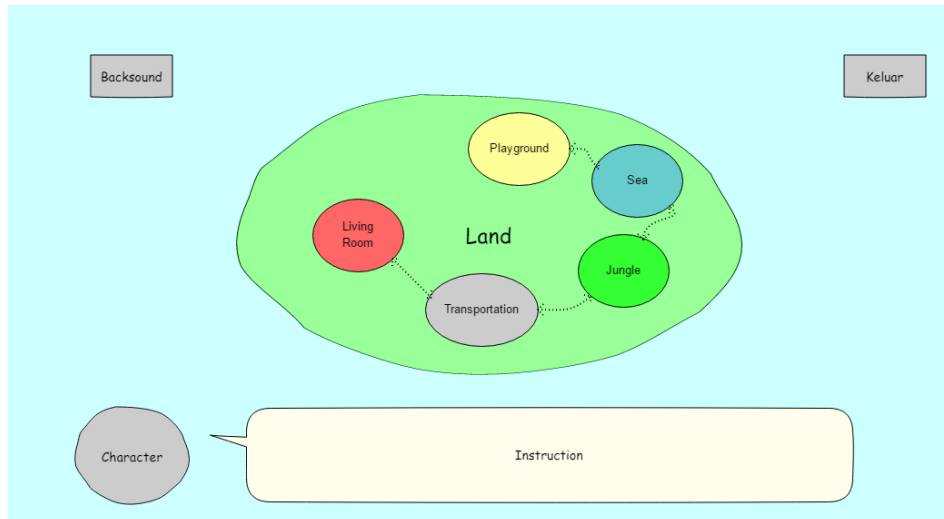 Backsound
Keluar
Playground
Sea
Living
Room
Land
Jungle
Transportation
Character
Instruction